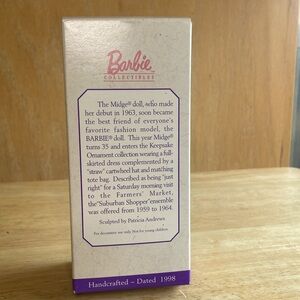 Barbie
COLLECTIBLES
The Midge® doll, who made
her debut in 1963, soon became
the best friend of everyone's
favorite fashion model, the
BARBIE® doll. This year Midge®
turns 35 and enters the Keepsake
Ornament collection wearing a full-
skirted dress complemented by a
"straw" cartwheel hat and matching
tote bag. Described as being "just
right" for a Saturday morning visit
to the Farmers' Market,
the "Suburban Shopper" ensemble
was offered from 1959 to 1964.
Sculpted by Patricia Andrews
For decorative use only. Not for young children.
Handcrafted – Dated 1998